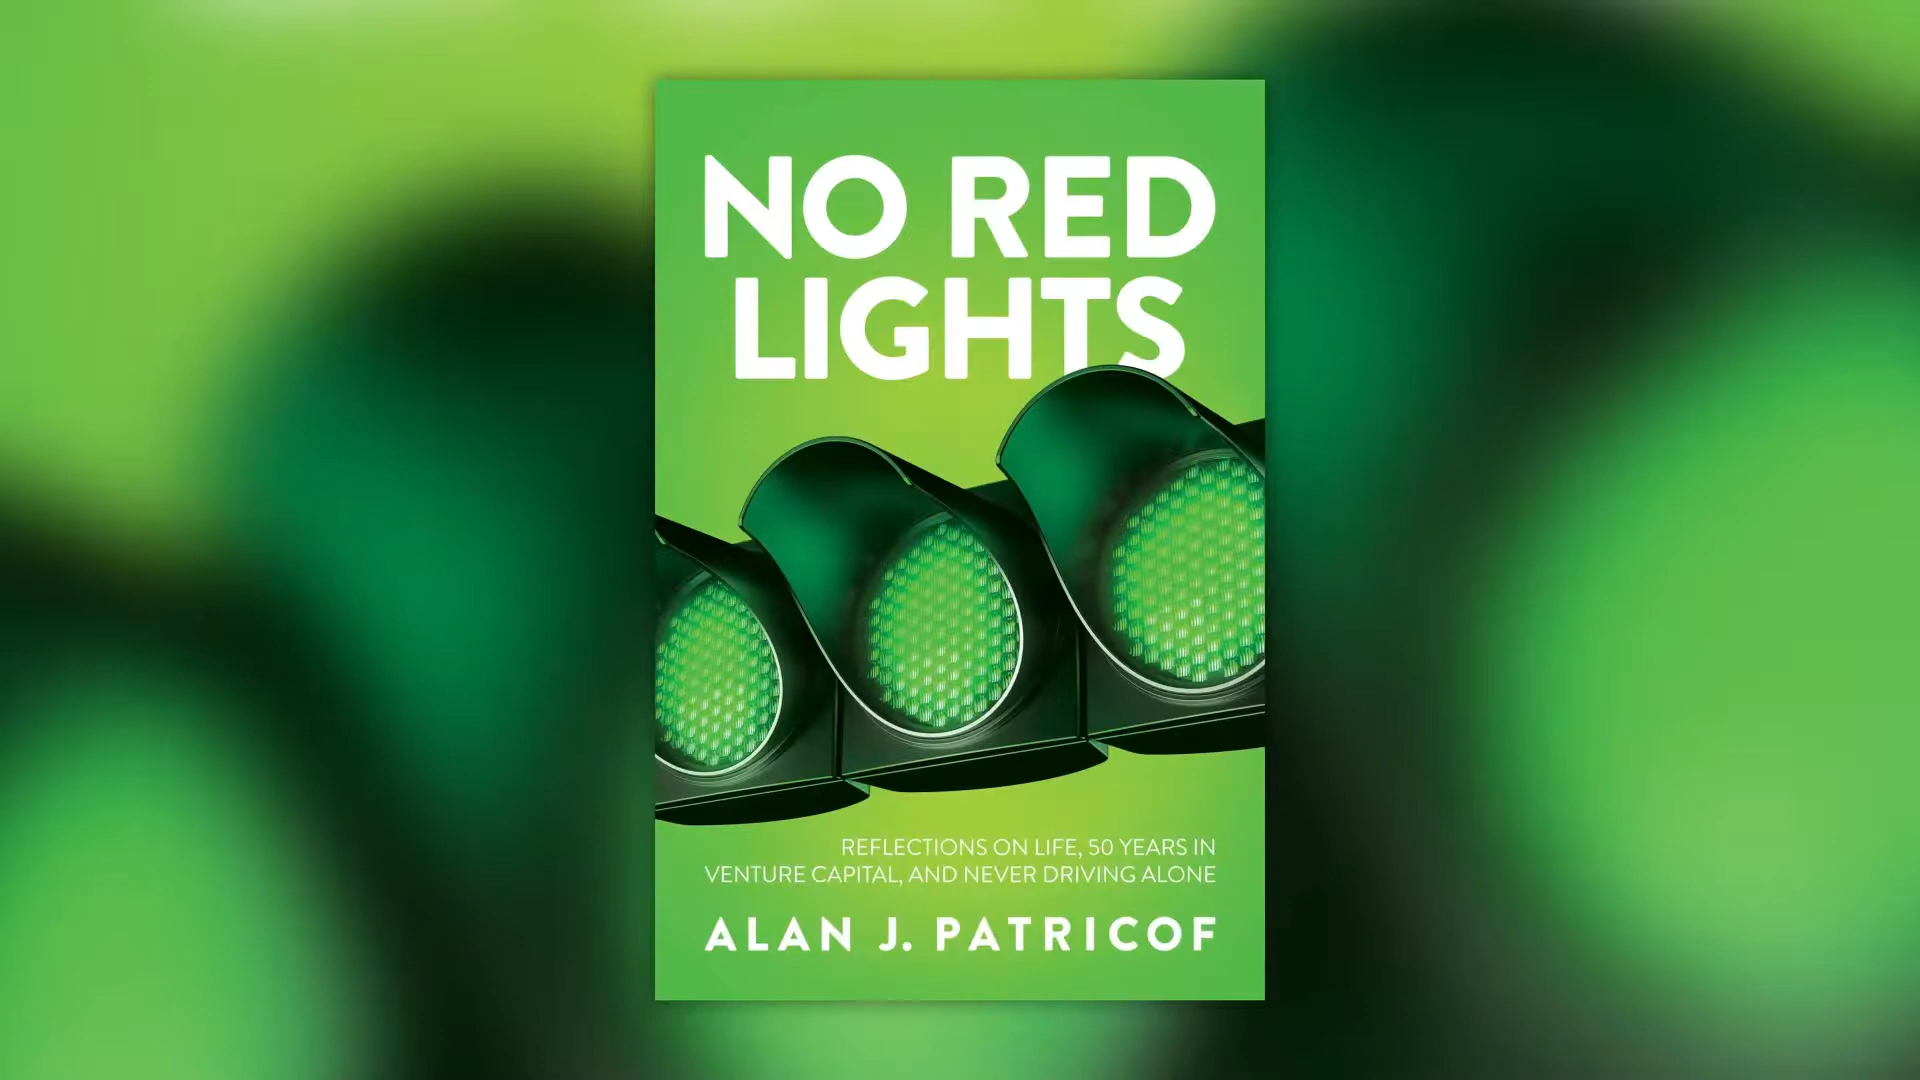 NO RED
LIGHTS
REFLECTIONS ON LIFE, 50 YEARS IN
VENTURE CAPITAL, AND NEVER DRIVING ALONE
ALAN J. PATRICOF